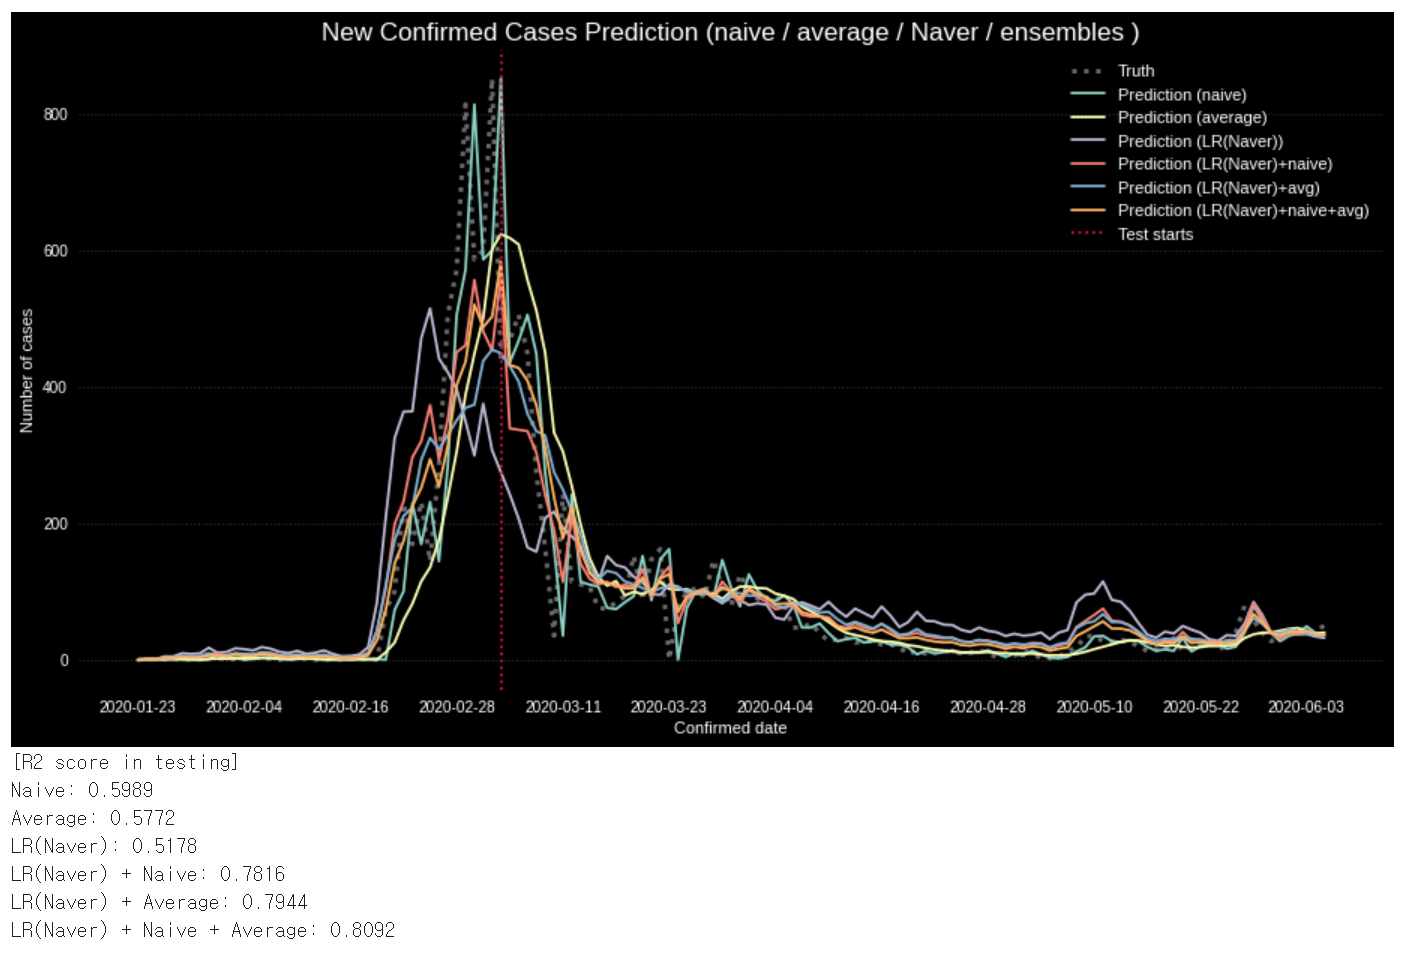 New Confirmed Cases Prediction (naive / average / Naver / ensembles )
Truth
Prediction (naive)
Prediction (average)
Prediction (LR(Naver))
Prediction (LR(Naver)+naive)
Prediction (LR(Naver)+avg)
Prediction (LR(Naver)+naive+avg)
Test starts
Number of cases
800
600
400
200
0
2020-01-23 2020-02-04 2020-02-16 2020-02-28 2020-03-11 2020-03-23 2020-04-04 2020-04-16 2020-04-28 2020-05-10 2020-05-22 2020-06-03
Confirmed date
[R2 score in testing]
Naive: 0.5989
Average: 0.5772
LR(Naver): 0.5178
LR(Naver) + Naive: 0.7816
LR(Naver) + Average: 0.7944
LR(Naver) + Naive + Average: 0.8092